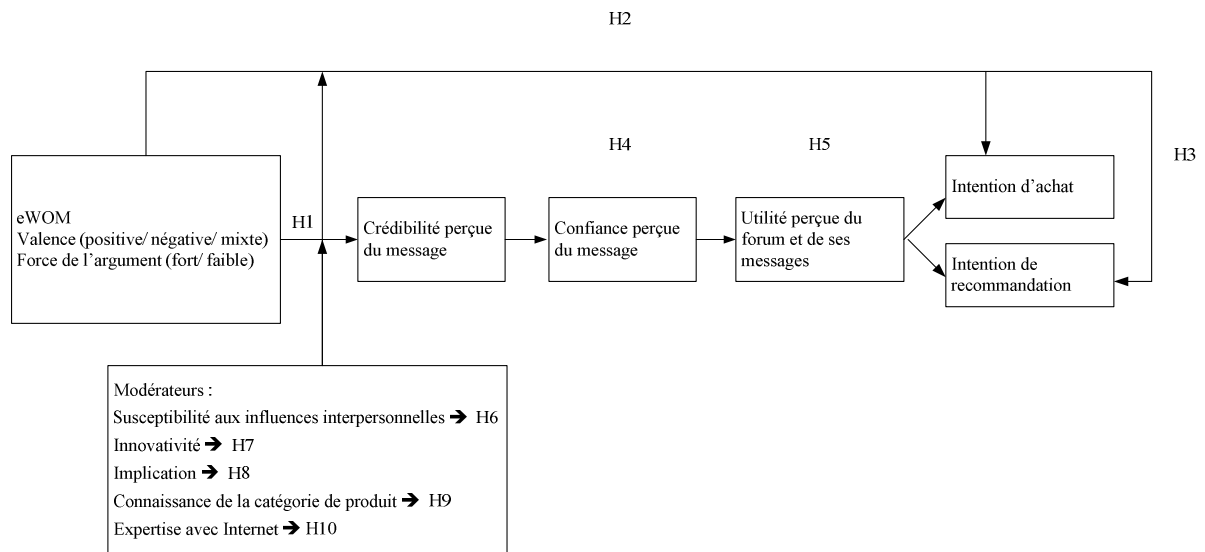 H2
H4
H5
H3
eWOM
Valence (positive/ négative/ mixte)
Force de l’argument (fort/ faible)
H1
Crédibilité perçue
du message
Confiance perçue
du message
Utilité perçue du
forum et de ses
messages
Intention d’achat
Intention de
recommandation
Modérateurs :
Susceptibilité aux influences interpersonnelles ➔ H6
Innovativité ➔ H7
Implication ➔ H8
Connaissance de la catégorie de produit ➔ H9
Expertise avec Internet ➔ H10